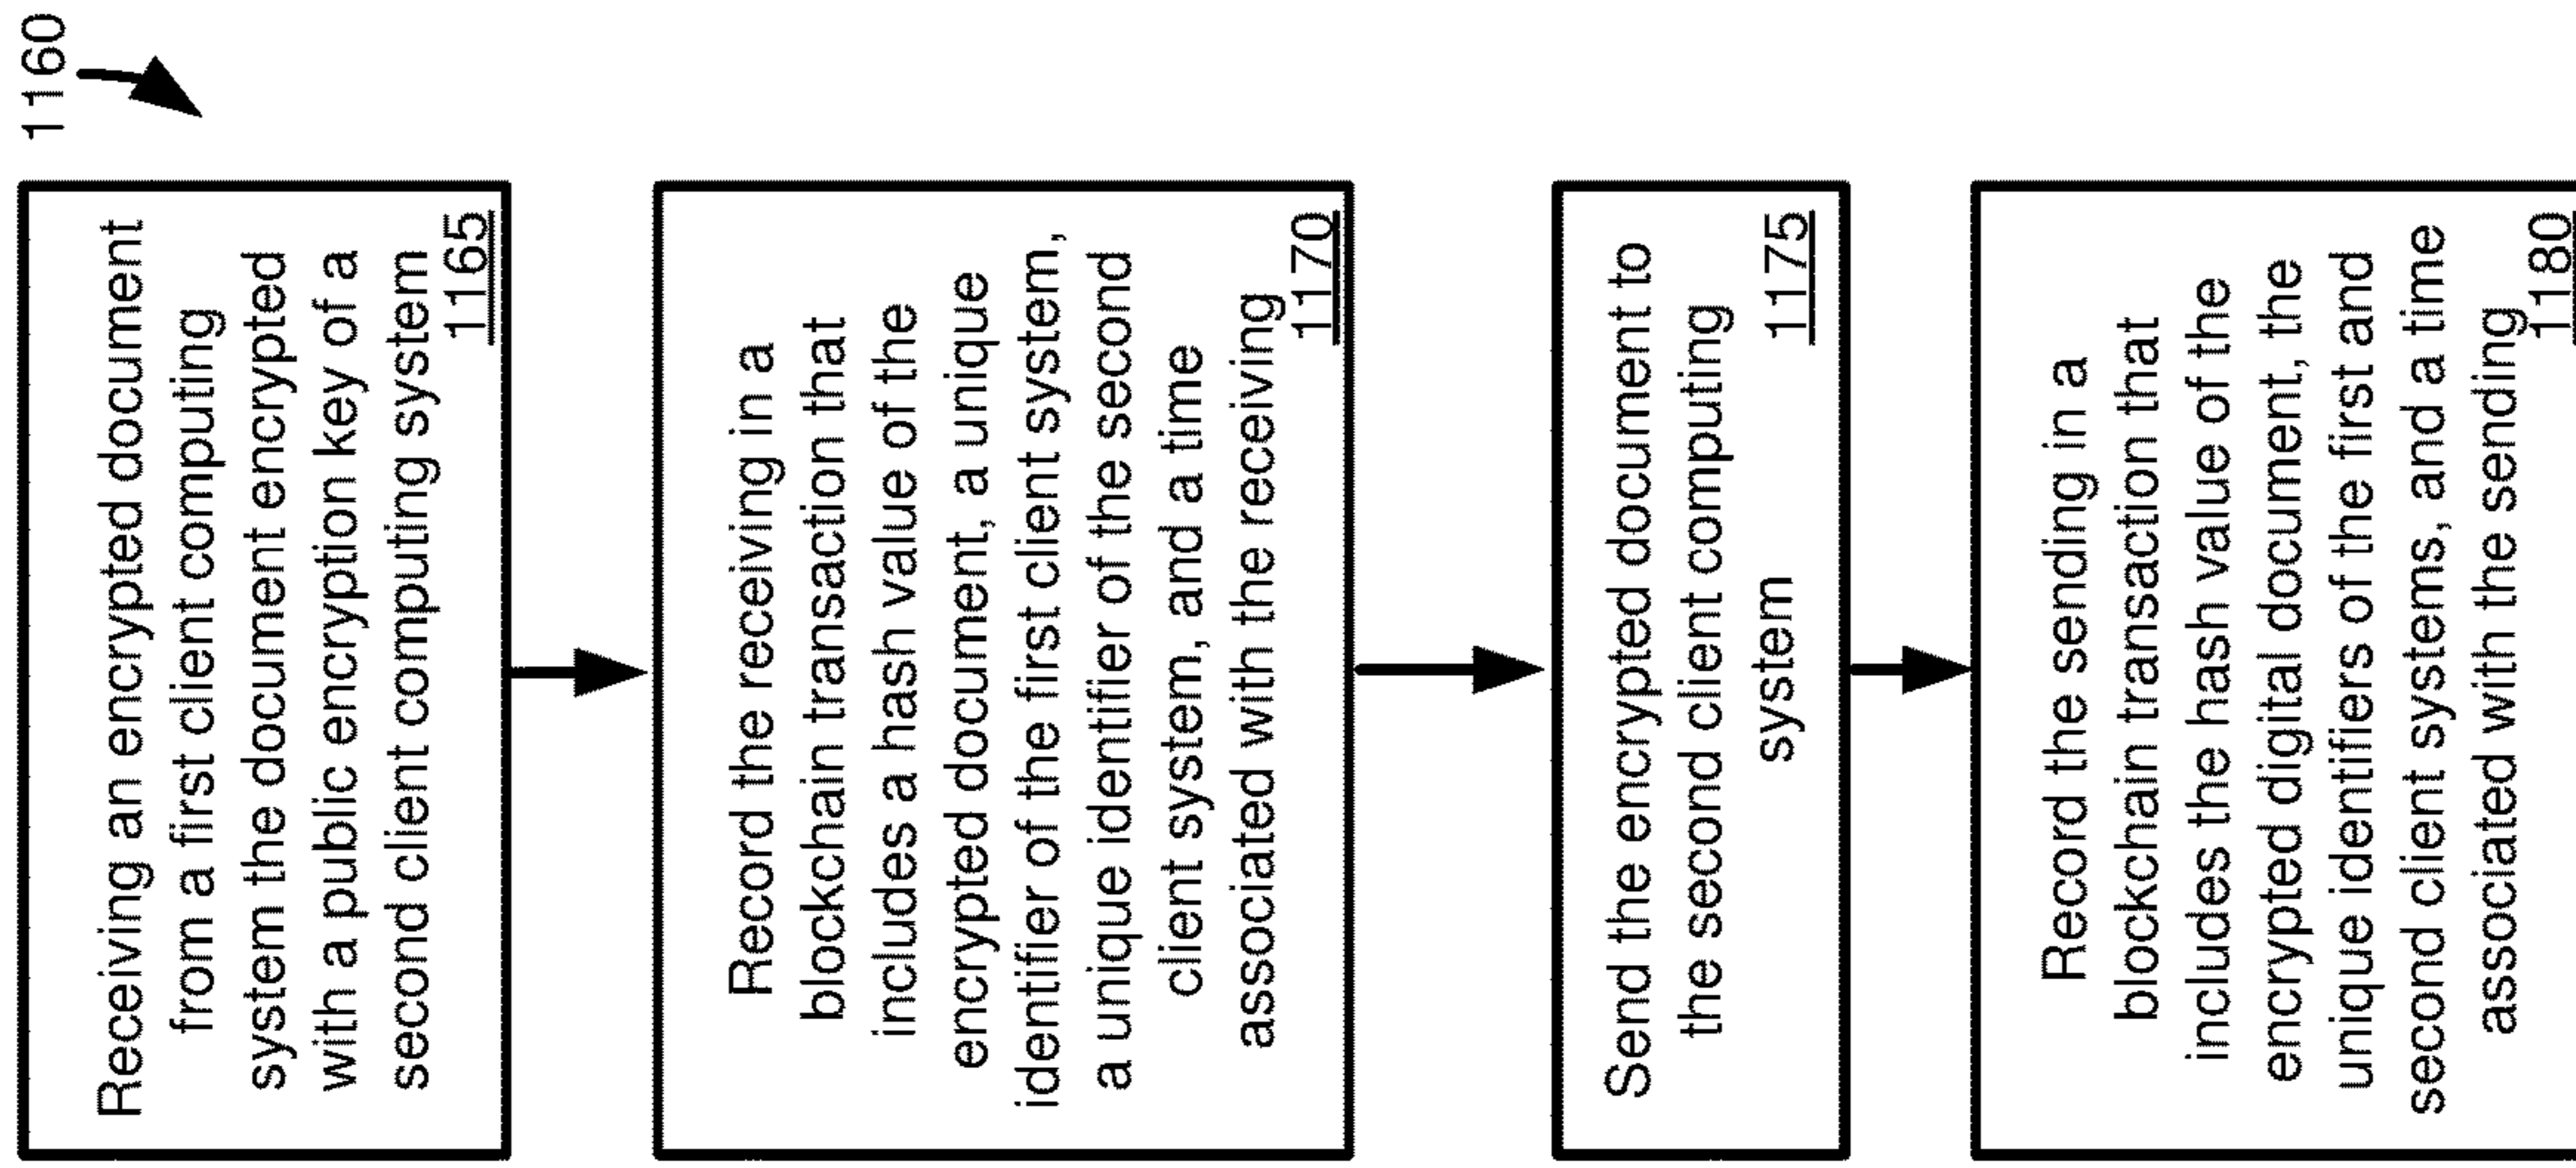 1160
Receiving an encrypted document
from a first client computing
system the document encrypted
with a public encryption key of a
second client computing system
1165
Record the receiving in a
blockchain transaction that
includes a hash value of the
encrypted document, a unique
identifier of the first client system,
a unique identifier of the second
client system, and a time
associated with the receiving
1170
Send the encrypted document to
the second client computing
system
1175
Record the sending in a
blockchain transaction that
includes the hash value of the
encrypted digital document, the
unique identifiers of the first and
second client systems, and a time
associated with the sending
1180